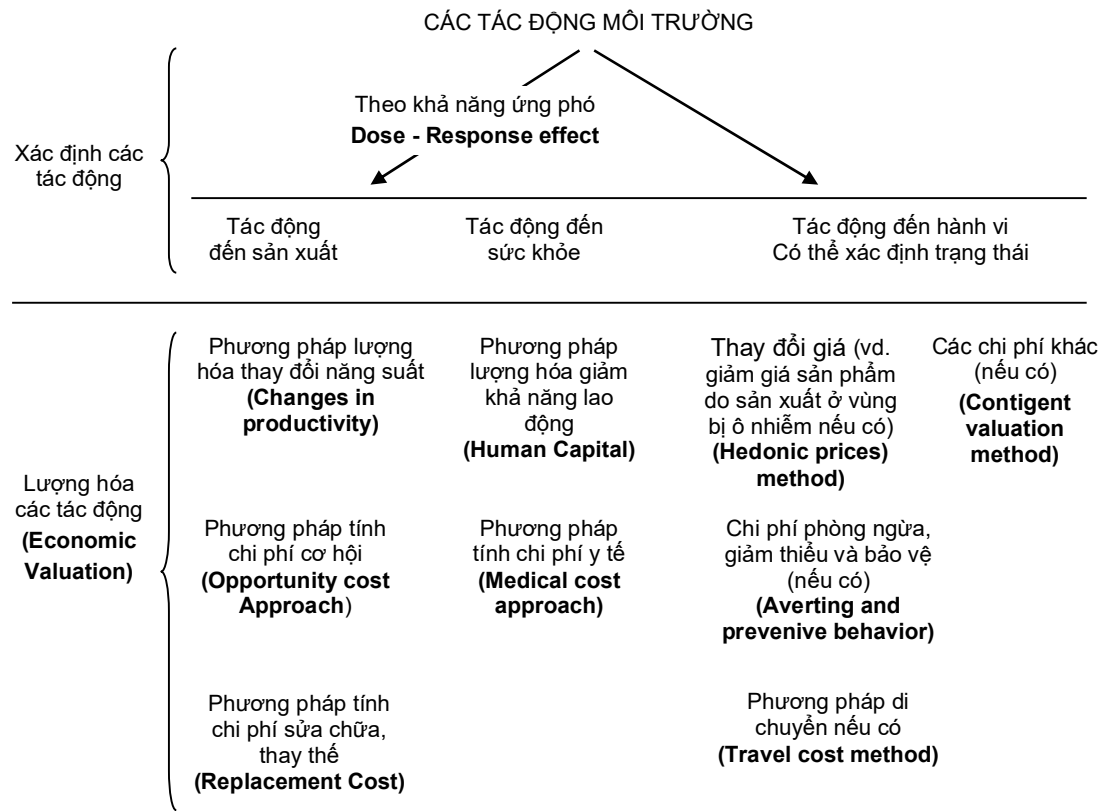 CÁC TÁC ĐỘNG MÔI TRƯỜNG
Theo khả năng ứng phó
Dose - Response effect
Xác định các
tác động
Tác động
đến sản xuất
Tác động đến
sức khỏe
Tác động đến hành vi
Có thể xác định trạng thái
Lượng hóa
các tác động
(Economic
Valuation)
Phương pháp lượng
hóa thay đổi năng suất
(Changes in
productivity)
Phương pháp
lượng hóa giảm
khả năng lao
động
(Human Capital)
Thay đổi giá (vd.
giảm giá sản phẩm
do sản xuất ở vùng
bị ô nhiễm nếu có)
(Hedonic prices)
method)
Các chi phí khác
(nếu có)
(Contigent
valuation
method)
Phương pháp tính
chi phí cơ hội
(Opportunity cost
Approach)
Phương pháp
tính chi phí y tế
(Medical cost
approach)
Chi phí phòng ngừa,
giảm thiểu và bảo vệ
(nếu có)
(Averting and
prevenive behavior)
Phương pháp tính
chi phí sửa chữa,
thay thế
(Replacement Cost)
Phương pháp di
chuyển nếu có
(Travel cost method)